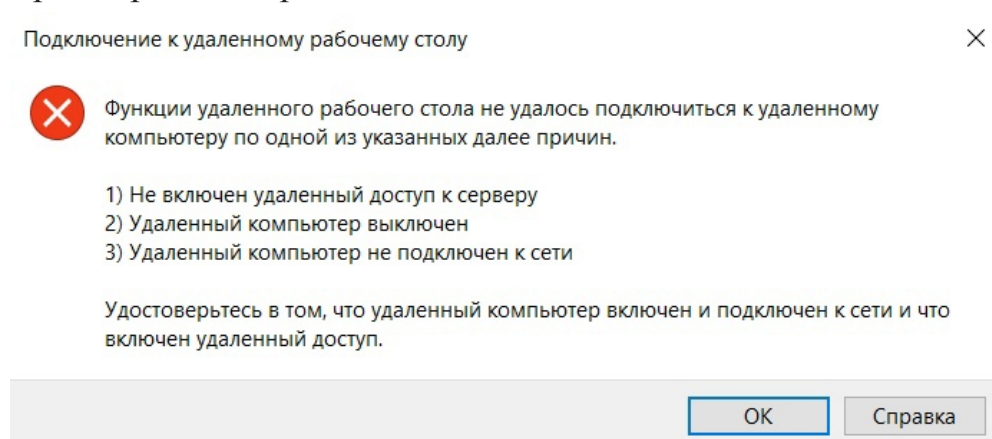 Подключение к удаленному рабочему столу
Функции удаленного рабочего стола не удалось подключиться к удаленному
компьютеру по одной из указанных далее причин.
1) Не включен удаленный доступ к серверу
2) Удаленный компьютер выключен
3) Удаленный компьютер не подключен к сети
Удостоверьтесь в том, что удаленный компьютер включен и подключен к сети и что
включен удаленный доступ.
ОК
Справка